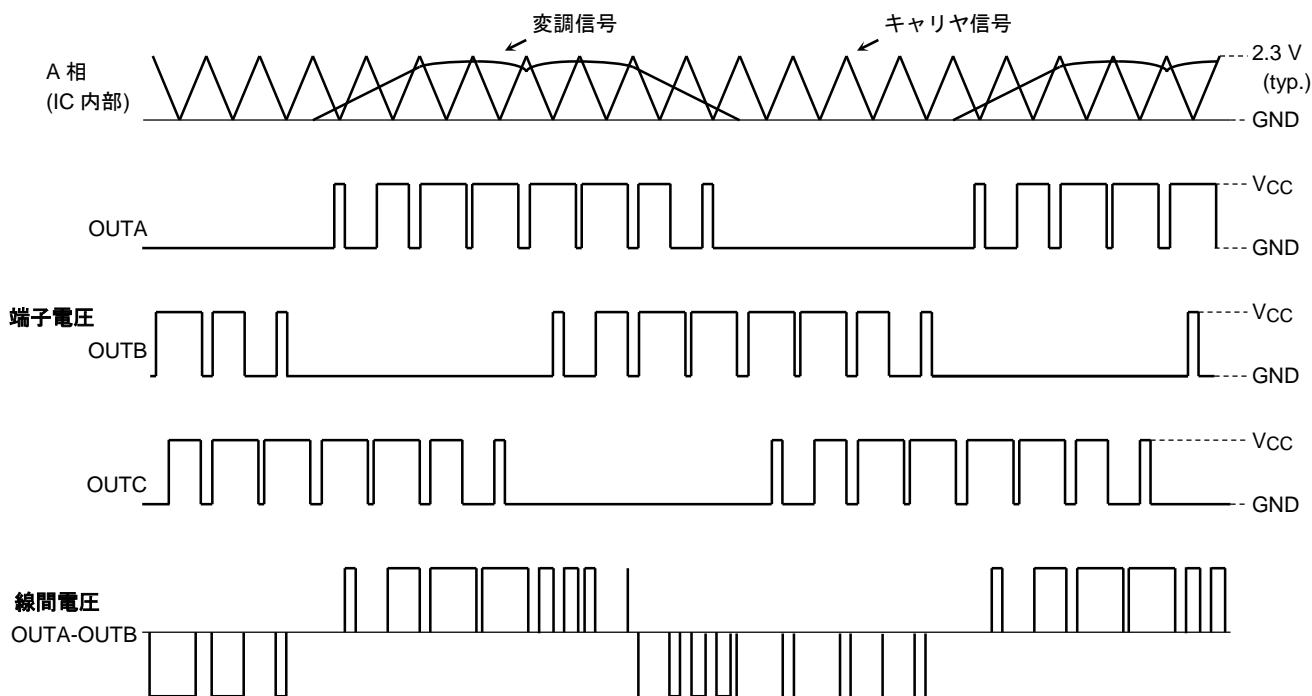 変調信号
キャリヤ信号
A 相
(IC 内部)
2.3 V
(typ.)
GND
OUTA
VCC
GND
端子電圧
OUTB
VCC
GND
OUTC
VCC
GND
線間電圧
OUTA-OUTB